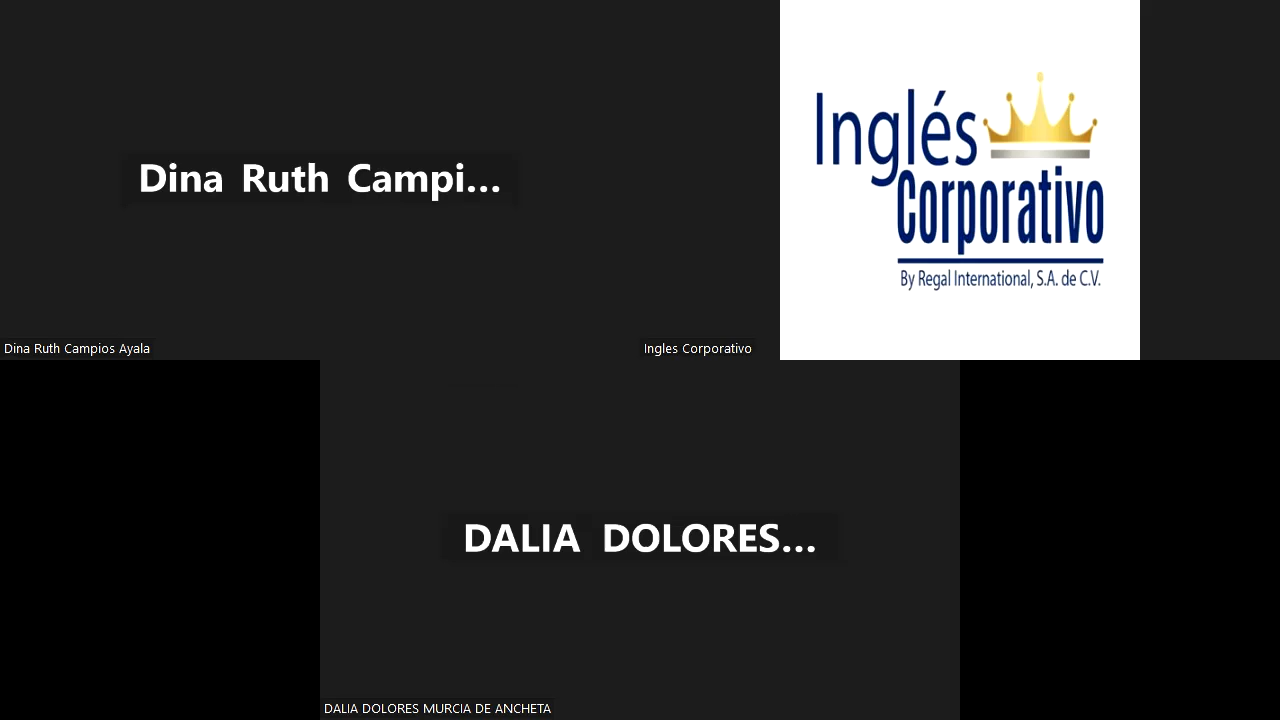 Dina Ruth Campi...
Dina Ruth Campios Ayala
Inglés
Corporativo
By Regal International, S.A. de C.V.
Ingles Corporativo
DALIA DOLORES...
DALIA DOLORES MURCIA DE ANCHETA